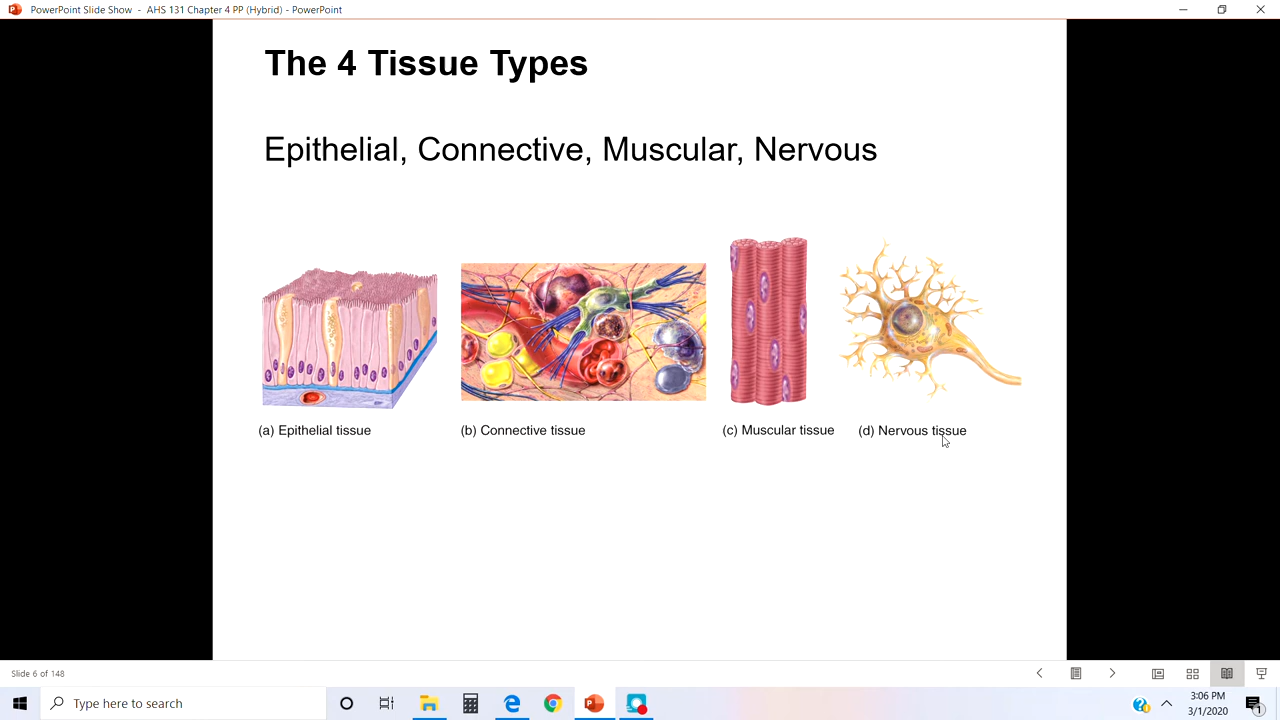 PowerPoint Slide Show - AHS 131 Chapter 4 PP (Hybrid) - PowerPoint
The 4 Tissue Types
Epithelial, Connective, Muscular, Nervous
(a) Epithelial tissue
(b) Connective tissue
(c) Muscular tissue
(d) Nervous tissue
Slide 6 of 148
Type here to search
3:06 PM
3/1/2020
1